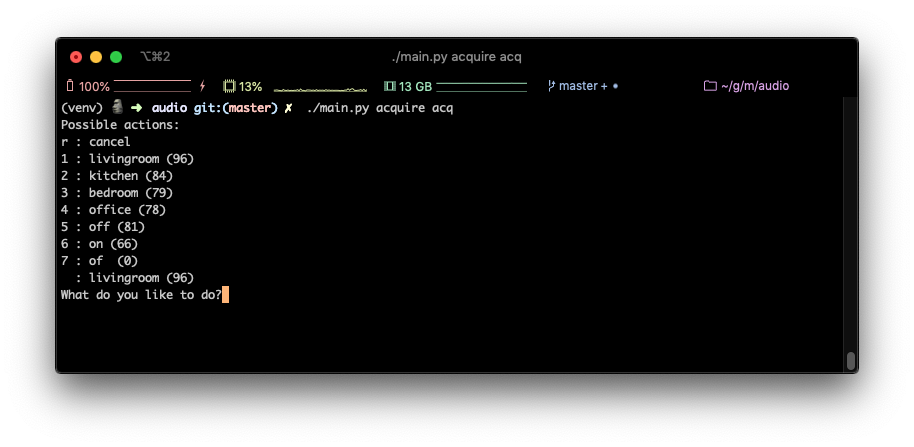 ⌥⌘2 ./main.py acquire acq
100% 13% 13 GB master + • ~/g/m/audio
(venv) 🗿 ➜ audio git:(master) ✗ ./main.py acquire acq
Possible actions:
r : cancel
1 : livingroom (96)
2 : kitchen (84)
3 : bedroom (79)
4 : office (78)
5 : off (81)
6 : on (66)
7 : of  (0)
  : livingroom (96)
What do you like to do?